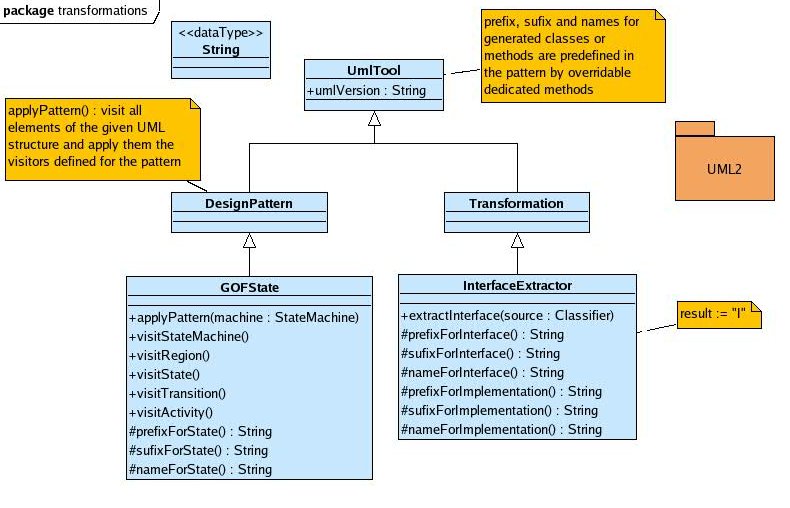 package transformations
<<dataType>>
String
UmlTool
+umlVersion : String
prefix, sufix and names for
generated classes or
methods are predefined in
the pattern by overridable
dedicated methods
applyPattern() : visit all
elements of the given UML
structure and apply them the
visitors defined for the pattern
UML2
DesignPattern
Transformation
GOFState
+applyPattern(machine : StateMachine)
+visitStateMachine()
+visitRegion()
+visitState()
+visitTransition()
+visitActivity()
#prefixForState() : String
#sufixForState() : String
#nameForState() : String
InterfaceExtractor
+extractInterface(source : Classifier)
#prefixForInterface() : String
#sufixForInterface() : String
#nameForInterface() : String
#prefixForImplementation() : String
#sufixForImplementation() : String
#nameForImplementation() : String
result := "I"